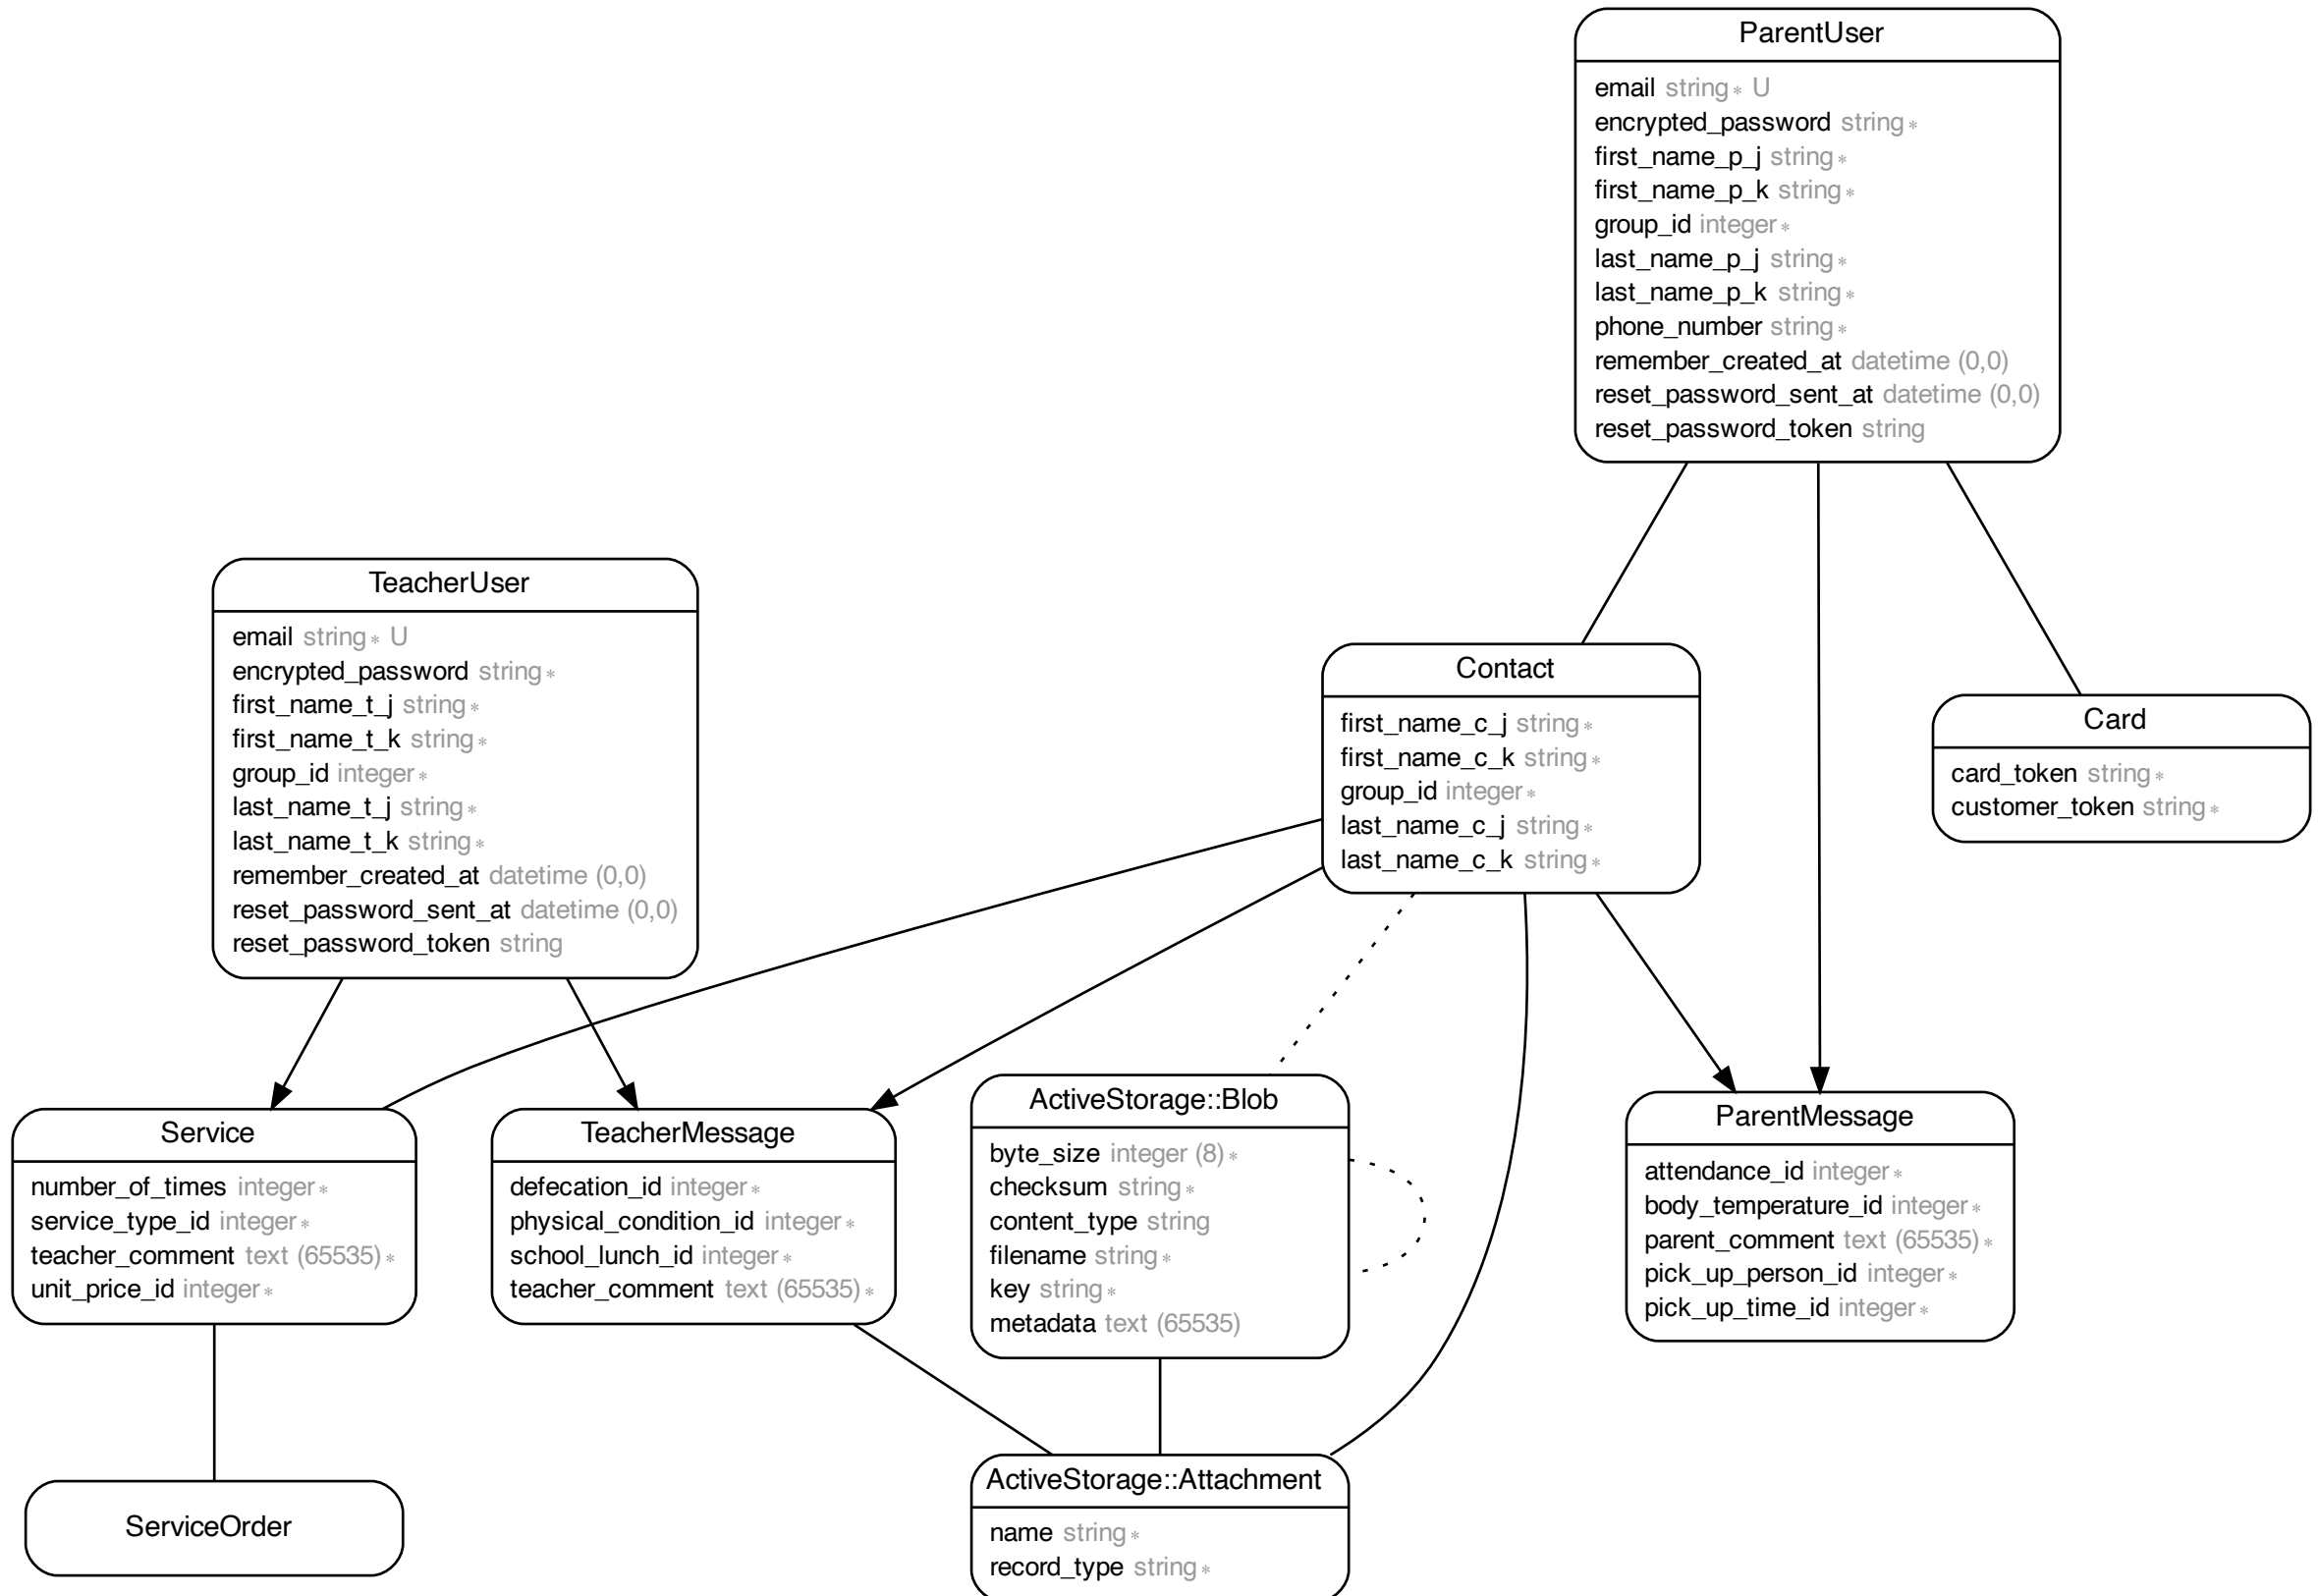 ParentUser
email string∗ U
encrypted_password string∗
first_name_p_j string∗
first_name_p_k string∗
group_id integer∗
last_name_p_j string∗
last_name_p_k string∗
phone_number string∗
remember_created_at datetime (0,0)
reset_password_sent_at datetime (0,0)
reset_password_token string
TeacherUser
email string∗ U
encrypted_password string∗
first_name_t_j string∗
first_name_t_k string∗
group_id integer∗
last_name_t_j string∗
last_name_t_k string∗
remember_created_at datetime (0,0)
reset_password_sent_at datetime (0,0)
reset_password_token string
Contact
first_name_c_j string∗
first_name_c_k string∗
group_id integer∗
last_name_c_j string∗
last_name_c_k string∗
Card
card_token string∗
customer_token string∗
Service
number_of_times integer∗
service_type_id integer∗
teacher_comment text (65535)∗
unit_price_id integer∗
TeacherMessage
defecation_id integer∗
physical_condition_id integer∗
school_lunch_id integer∗
teacher_comment text (65535)∗
ActiveStorage::Blob
byte_size integer (8)∗
checksum string∗
content_type string
filename string∗
key string∗
metadata text (65535)
ParentMessage
attendance_id integer∗
body_temperature_id integer∗
parent_comment text (65535)∗
pick_up_person_id integer∗
pick_up_time_id integer∗
ServiceOrder
ActiveStorage::Attachment
name string∗
record_type string∗